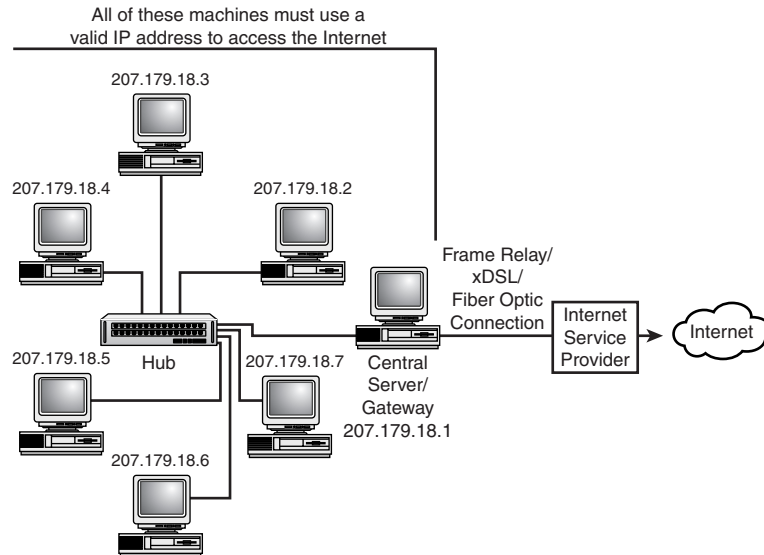 All of these machines must use a
valid IP address to access the Internet
207.179.18.3
207.179.18.4
207.179.18.2
Frame Relay/
xDSL/
Fiber Optic
Connection
Internet
Service
Provider
Internet
Hub
207.179.18.5
207.179.18.7
Central
Server/
Gateway
207.179.18.1
207.179.18.6